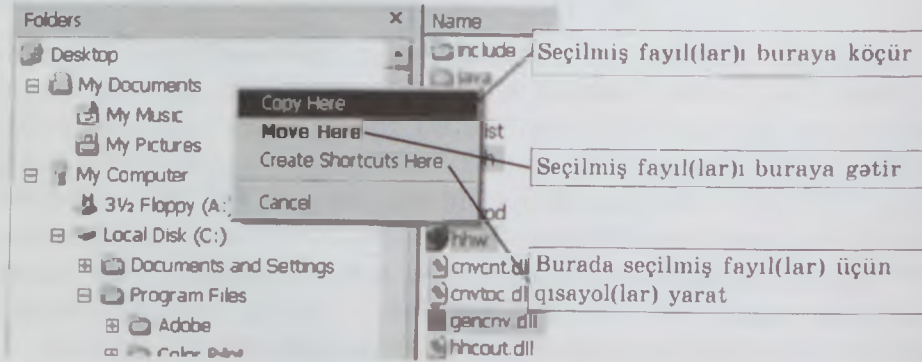 Folders
Desktop
My Documents
My Music
My Pictures
My Computer
3½ Floppy (A:
Local Disk (C:)
Documents and Settings
Program Files
Adobe
Name
include
java
ist
hhw
cnvcnt.dll
cnvtoc.dll
gencnv.dll
hhcout.dll
Copy Here
Move Here
Create Shortcuts Here
Cancel
Seçilmiş fayıl(lar)ı buraya köçür
Seçilmiş fayıl(lar)ı buraya gətir
Burada seçilmiş fayıl(lar) üçün
qısayol(lar) yarat